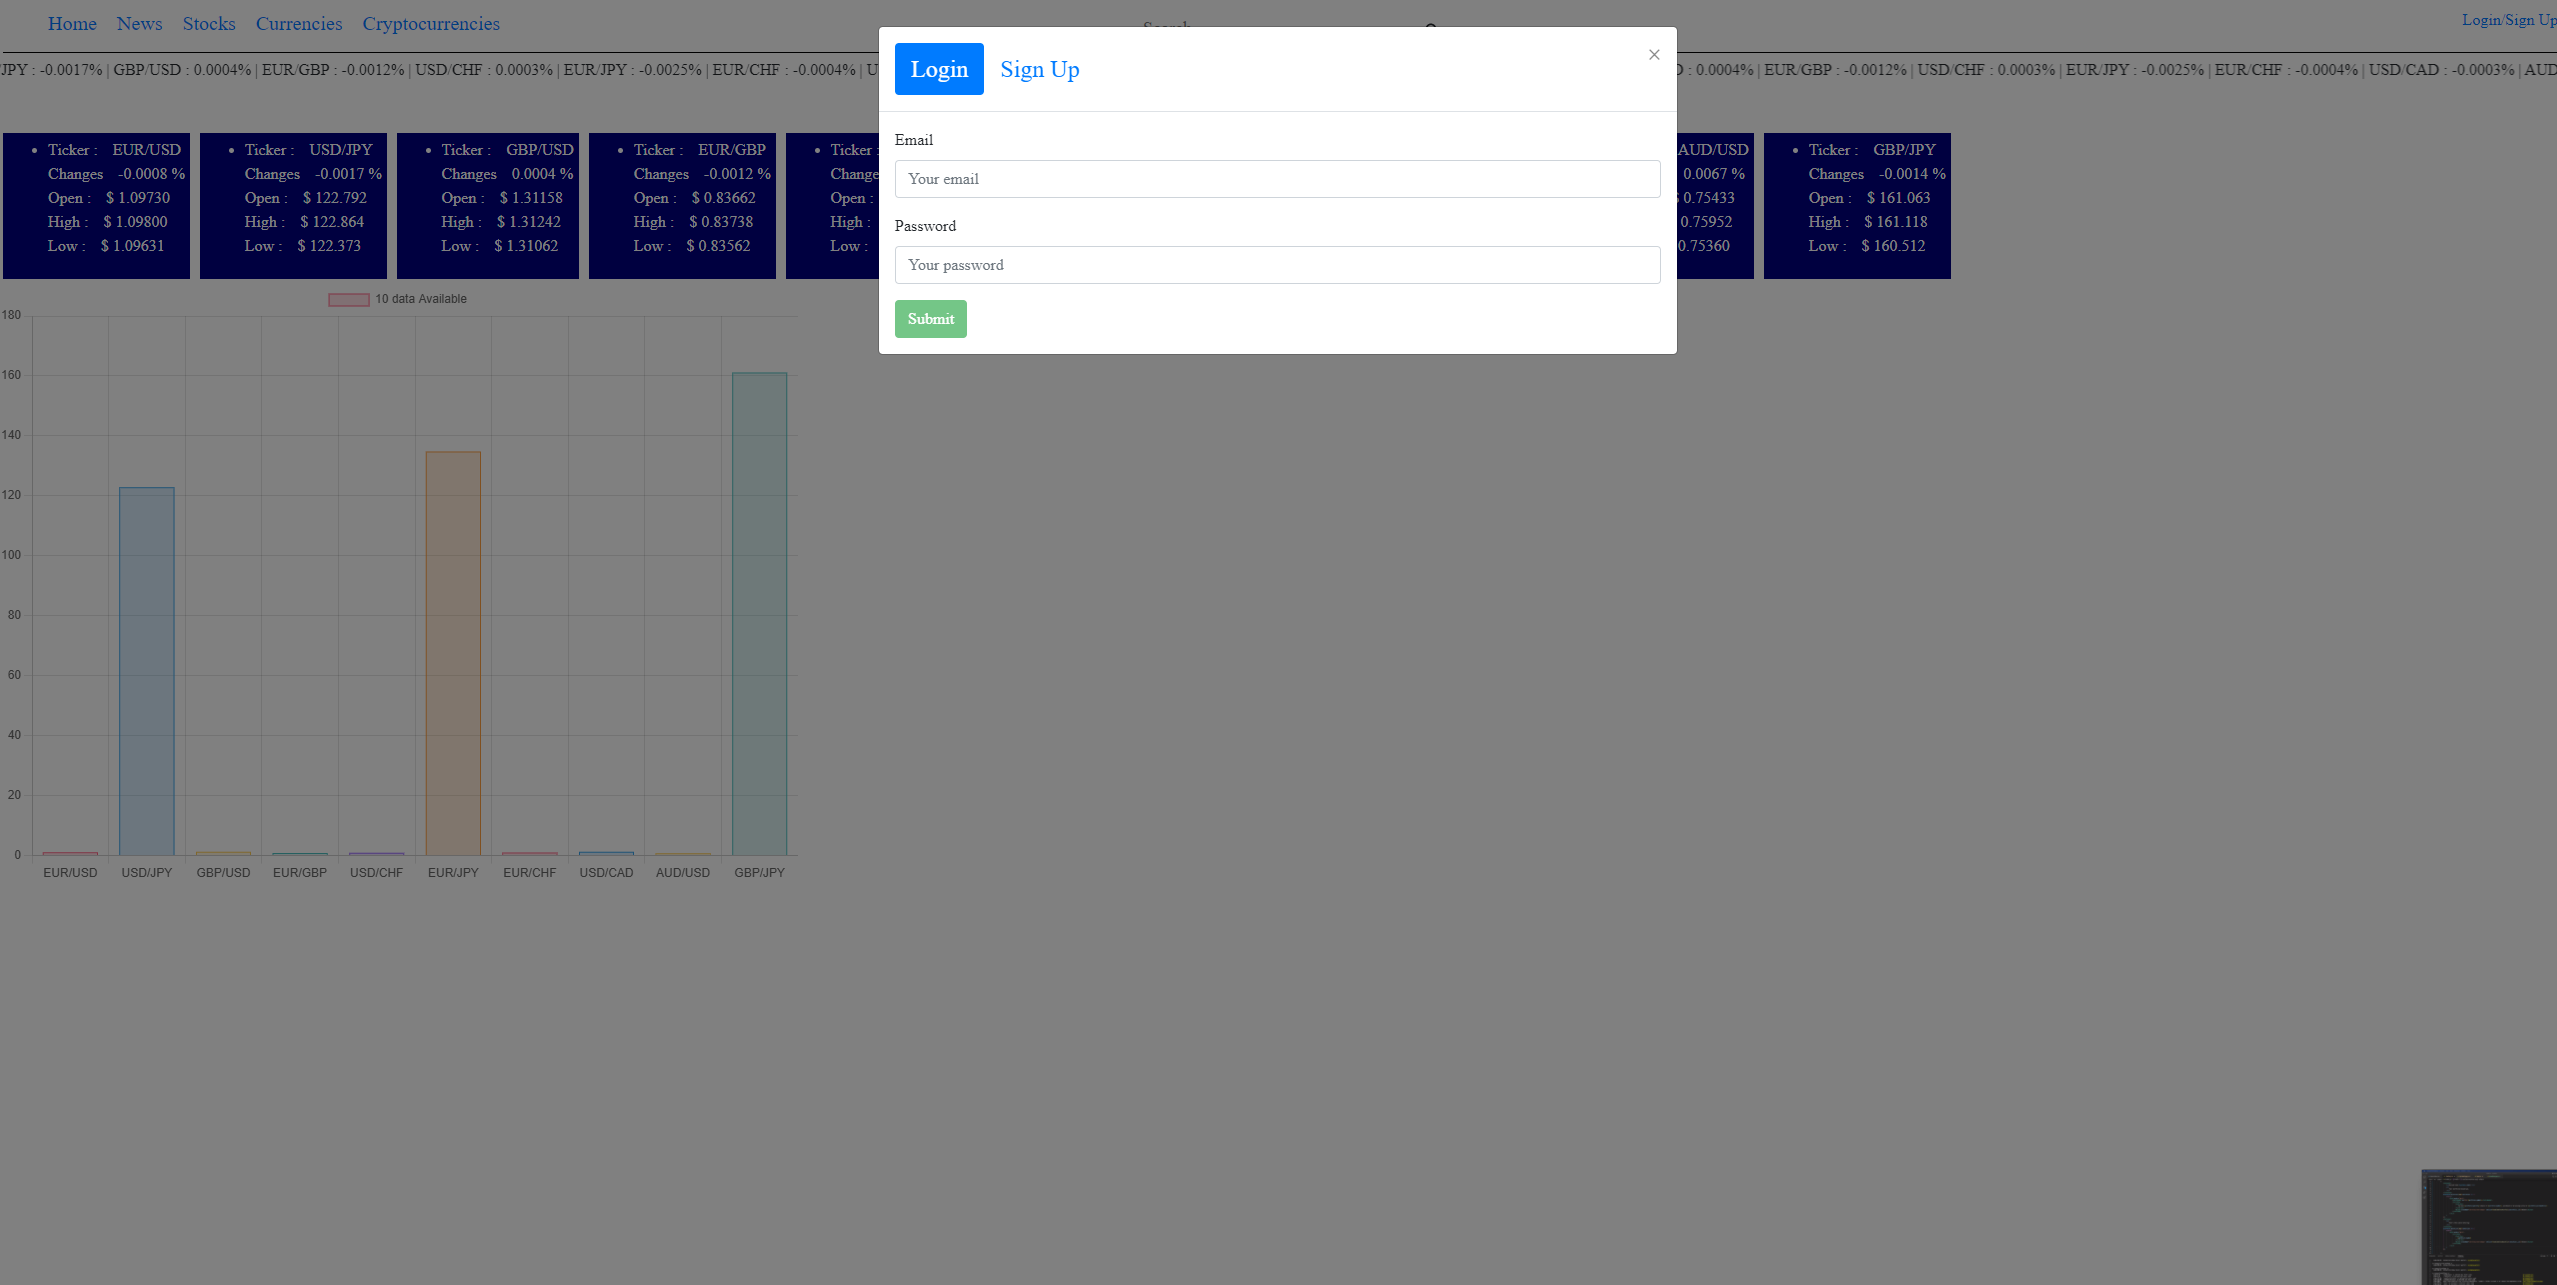 Home News Stocks Currencies Cryptocurrencies
Login/Sign Up
/JPY : -0.0017% | GBP/USD : 0.0004% | EUR/GBP : -0.0012% | USD/CHF : 0.0003% | EUR/JPY : -0.0025% | EUR/CHF : -0.0004% | U
: 0.0004% | EUR/GBP : -0.0012% | USD/CHF : 0.0003% | EUR/JPY : -0.0025% | EUR/CHF : -0.0004% | USD/CAD : -0.0003% | AUD
Login Sign Up ×
Email
Your email
Password
Your password
Submit
• Ticker : EUR/USD
Changes -0.0008 %
Open : $ 1.09730
High : $ 1.09800
Low : $ 1.09631
• Ticker : USD/JPY
Changes -0.0017 %
Open : $ 122.792
High : $ 122.864
Low : $ 122.373
• Ticker : GBP/USD
Changes 0.0004 %
Open : $ 1.31158
High : $ 1.31242
Low : $ 1.31062
• Ticker : EUR/GBP
Changes -0.0012 %
Open : $ 0.83662
High : $ 0.83738
Low : $ 0.83562
• Ticker :
Change
Open :
High :
Low :
AUD/USD
0.0067 %
0.75433
0.75952
0.75360
• Ticker : GBP/JPY
Changes -0.0014 %
Open : $ 161.063
High : $ 161.118
Low : $ 160.512
10 data Available
180
160
140
120
100
80
60
40
20
0
EUR/USD USD/JPY GBP/USD EUR/GBP USD/CHF EUR/JPY EUR/CHF USD/CAD AUD/USD GBP/JPY